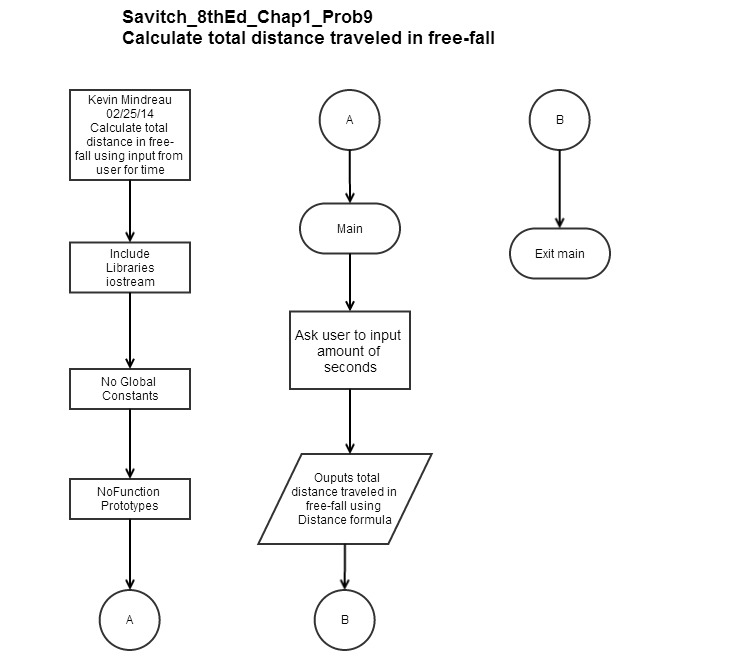 Savitch_8thEd_Chap1_Prob9
Calculate total distance traveled in free-fall
Kevin Mindreau
02/25/14
Calculate total
distance in free-
fall using input from
user for time
Include
Libraries
iostream
No Global
Constants
NoFunction
Prototypes
A
A
Main
Ask user to input
amount of
seconds
Ouputs total
distance traveled in
free-fall using
Distance formula
B
B
Exit main